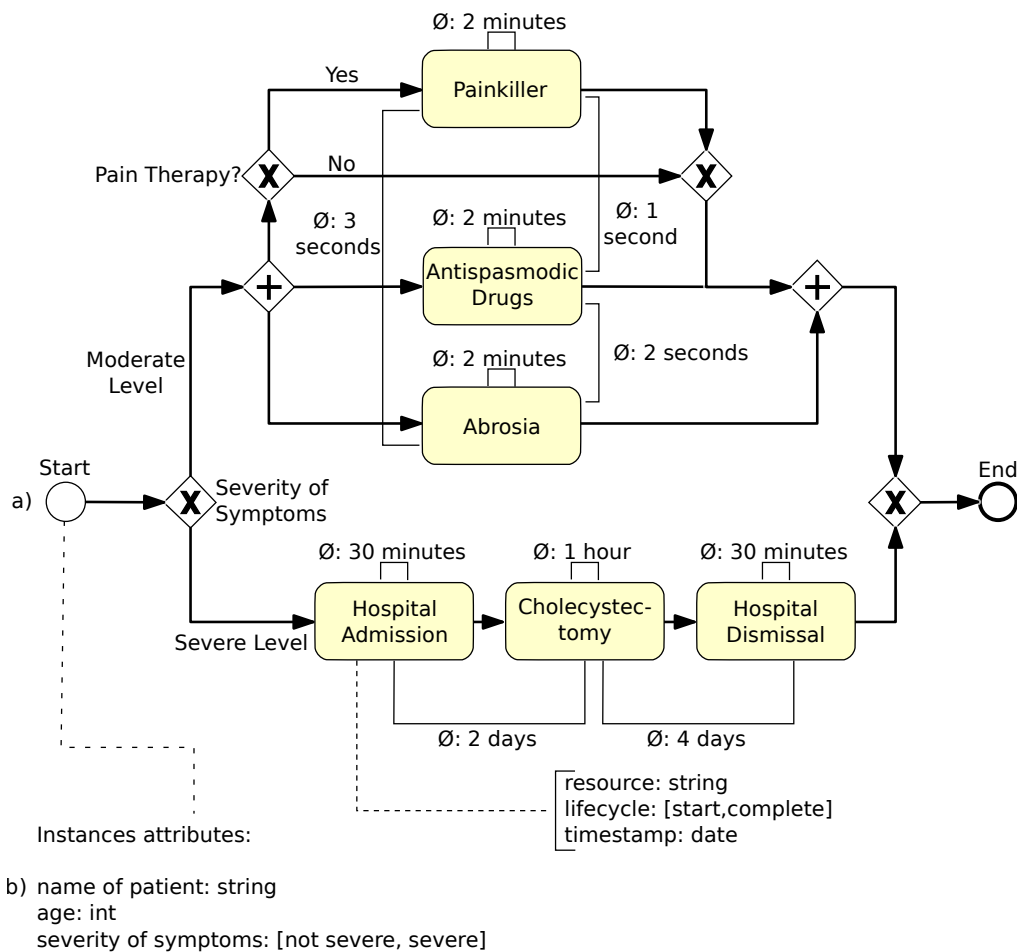 Ø: 2 minutes
Yes
Painkiller
Pain Therapy?
X
No
X
Ø: 3
seconds
Ø: 2 minutes
Ø: 1
second
+
Antispasmodic
Drugs
+
Moderate
Level
Ø: 2 minutes
Ø: 2 seconds
Abrosia
Start
a)
X
Severity of
Symptoms
X
End
Ø: 30 minutes
Ø: 1 hour
Ø: 30 minutes
Hospital
Admission
Cholecystec-
tomy
Hospital
Dismissal
Severe Level
Ø: 2 days
Ø: 4 days
resource: string
lifecycle: [start,complete]
timestamp: date
Instances attributes:
b) name of patient: string
age: int
severity of symptoms: [not severe, severe]